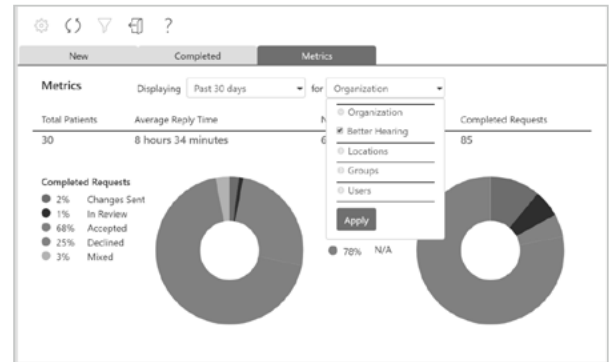 ?
New Completed Metrics
Metrics Displaying Past 30 days for Organization
Total Patients Average Reply Time N Completed Requests
30 8 hours 34 minutes 6 85
Organization
Better Hearing
Locations
Groups
Users
Apply
Completed Requests
2% Changes Sent
1% In Review
68% Accepted
25% Declined
3% Mixed
78% N/A